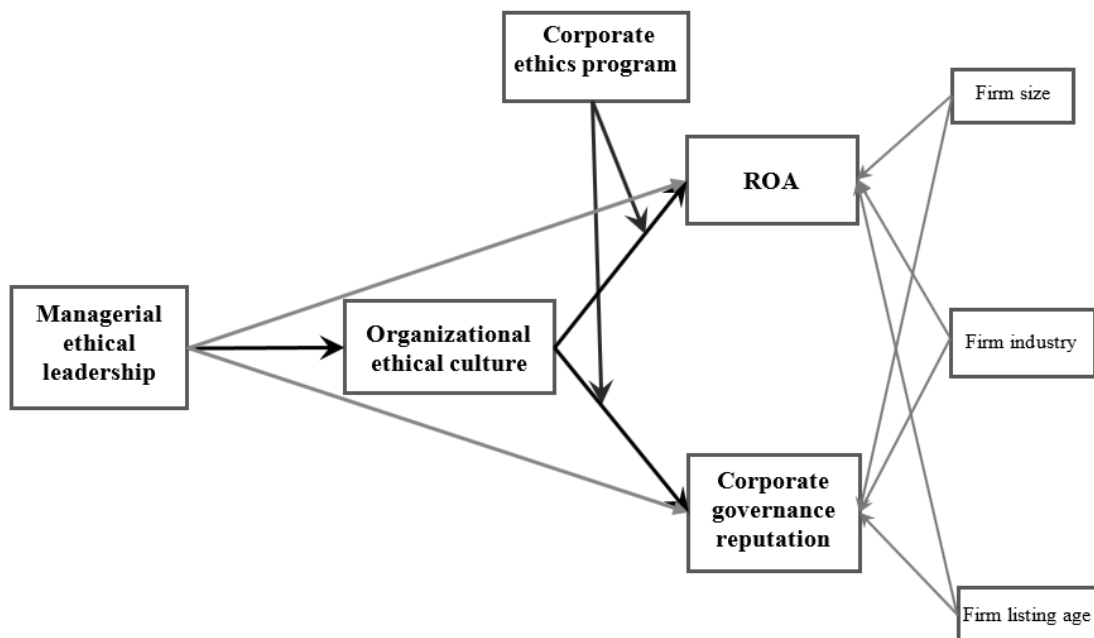 Corporate
ethics program
Firm size
ROA
Managerial
ethical
leadership
Organizational
ethical culture
Firm industry
Corporate
governance
reputation
Firm listing age